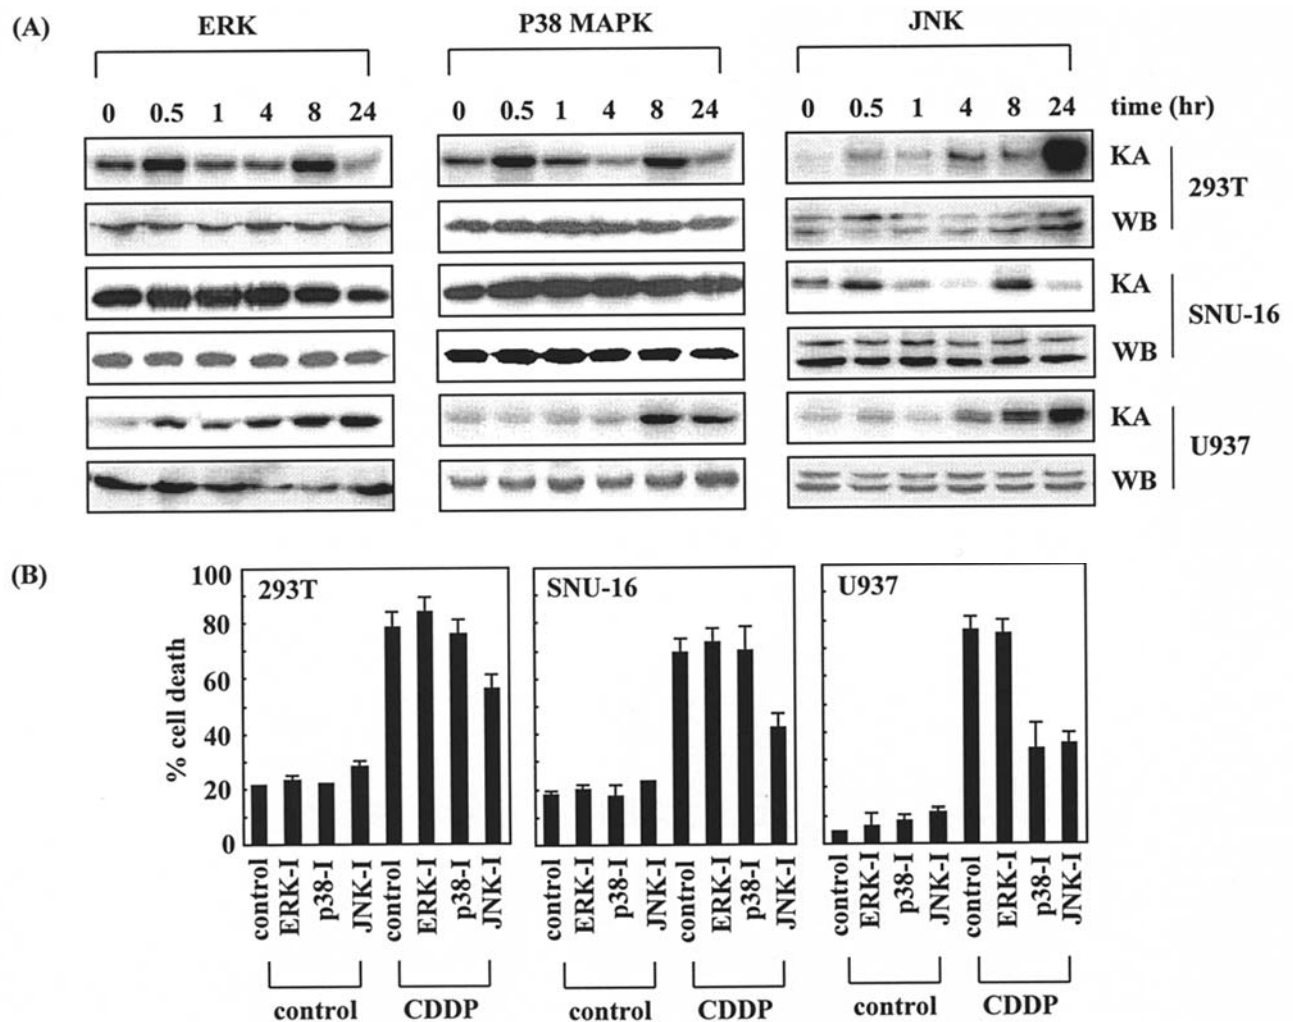 (A)
ERK
P38 MAPK
JNK
0 0.5 1 4 8 24
0 0.5 1 4 8 24
0 0.5 1 4 8 24
time (hr)
KA
WB
293T
KA
WB
SNU-16
KA
WB
U937
(B)
% cell death
100
80
60
40
20
0
293T
SNU-16
U937
control
ERK-I
p38-I
JNK-I
control
ERK-I
p38-I
JNK-I
control
ERK-I
p38-I
JNK-I
control
ERK-I
p38-I
JNK-I
control
ERK-I
p38-I
JNK-I
control
ERK-I
p38-I
JNK-I
control
CDDP
control
CDDP
control
CDDP